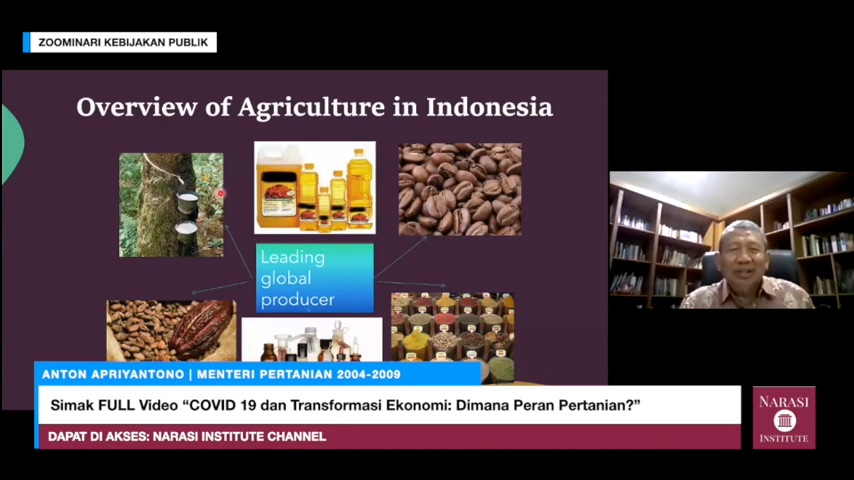 ZOOMINARI KEBIJAKAN PUBLIK
Overview of Agriculture in Indonesia
Leading
global
producer
ANTON APRIYANTONO | MENTERI PERTANIAN 2004-2009
Simak FULL Video “COVID 19 dan Transformasi Ekonomi: Dimana Peran Pertanian?”
DAPAT DI AKSES: NARASI INSTITUTE CHANNEL
NARASI
INSTITUTE